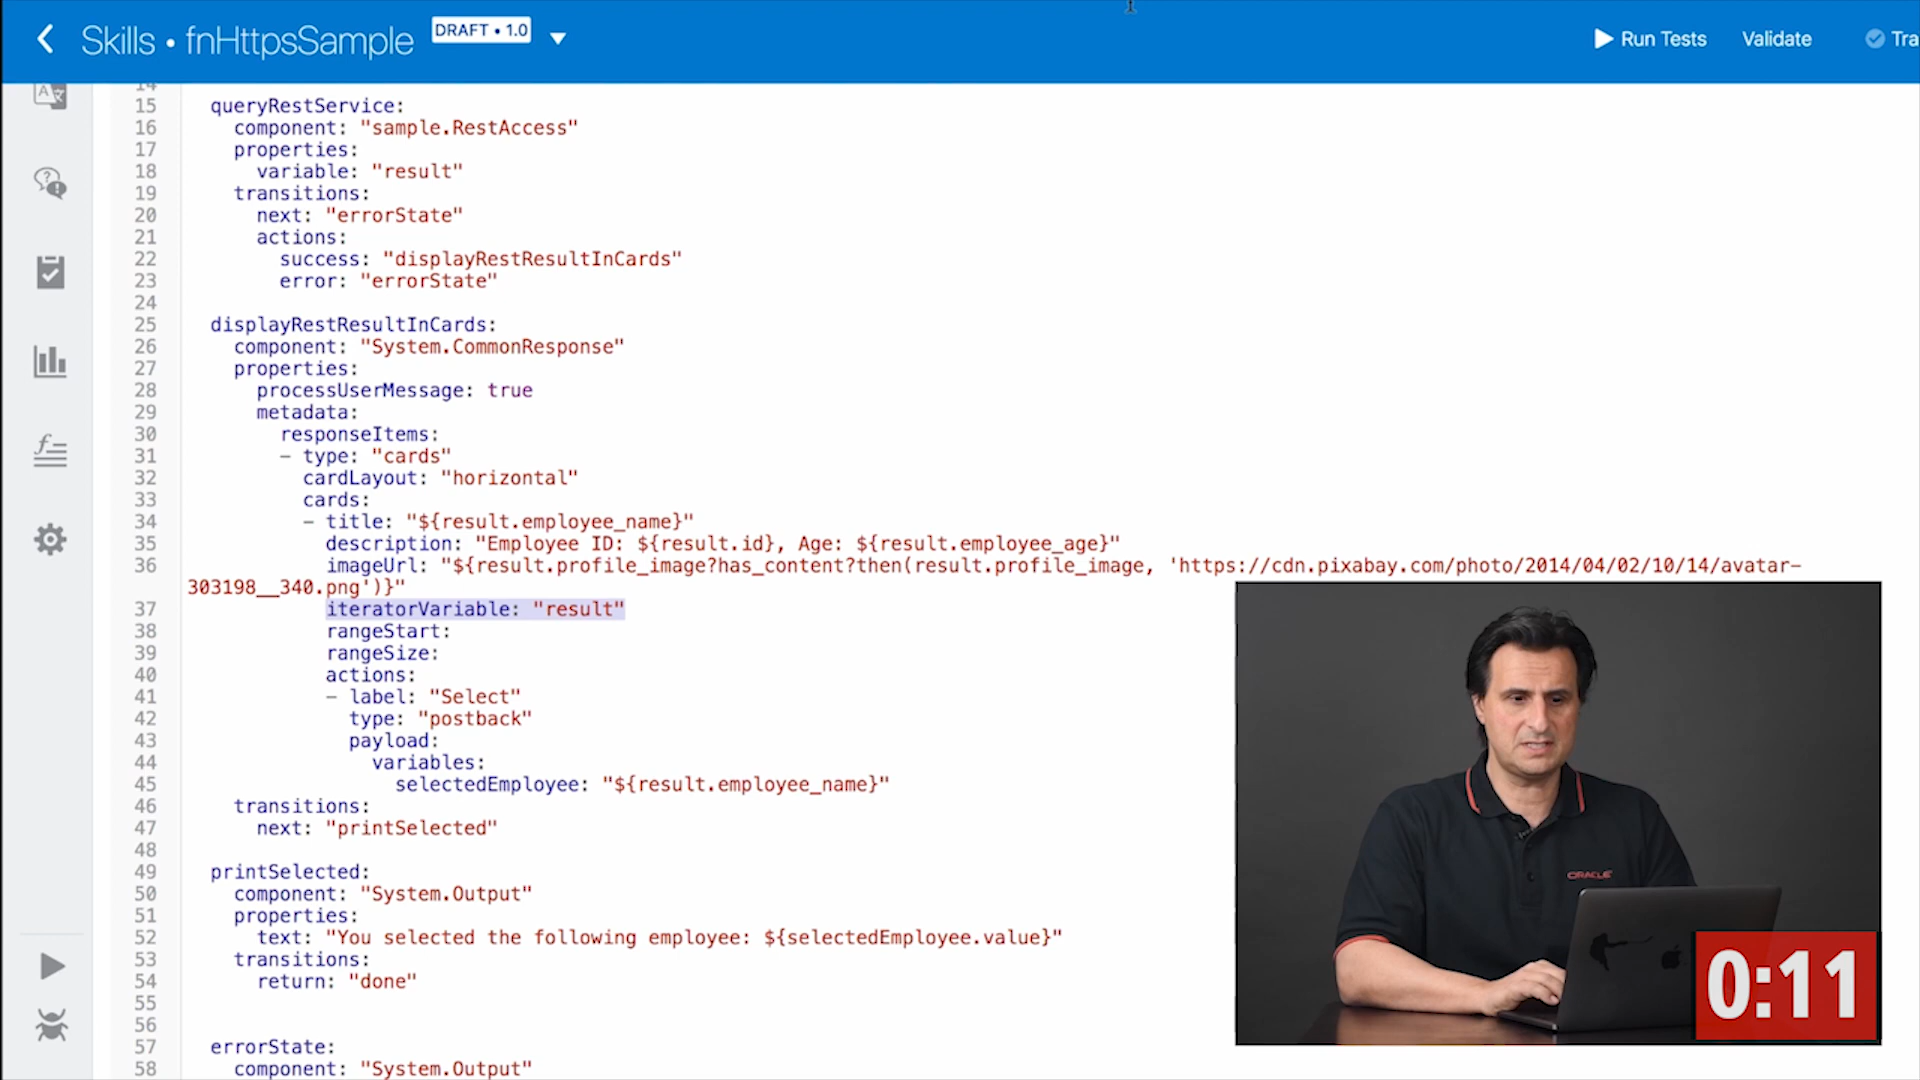 Skills • fnHttpsSample DRAFT • 1.0 Run Tests Validate Tra
14
15 queryRestService:
16 component: "sample.RestAccess"
17 properties:
18 variable: "result"
19 transitions:
20 next: "errorState"
21 actions:
22 success: "displayRestResultInCards"
23 error: "errorState"
24
25 displayRestResultInCards:
26 component: "System.CommonResponse"
27 properties:
28 processUserMessage: true
29 metadata:
30 responseItems:
31 – type: "cards"
32 cardLayout: "horizontal"
33 cards:
34 – title: "${result.employee_name}"
35 description: "Employee ID: ${result.id}, Age: ${result.employee_age}"
36 imageUrl: "${result.profile_image?has_content?then(result.profile_image, 'https://cdn.pixabay.com/photo/2014/04/02/10/14/avatar-
303198__340.png')}"
37 iteratorVariable: "result"
38 rangeStart:
39 rangeSize:
40 actions:
41 – label: "Select"
42 type: "postback"
43 payload:
44 variables:
45 selectedEmployee: "${result.employee_name}"
46 transitions:
47 next: "printSelected"
48
49 printSelected:
50 component: "System.Output"
51 properties:
52 text: "You selected the following employee: ${selectedEmployee.value}"
53 transitions:
54 return: "done"
55
56
57 errorState:
58 component: "System.Output"
ORACLE
0:11